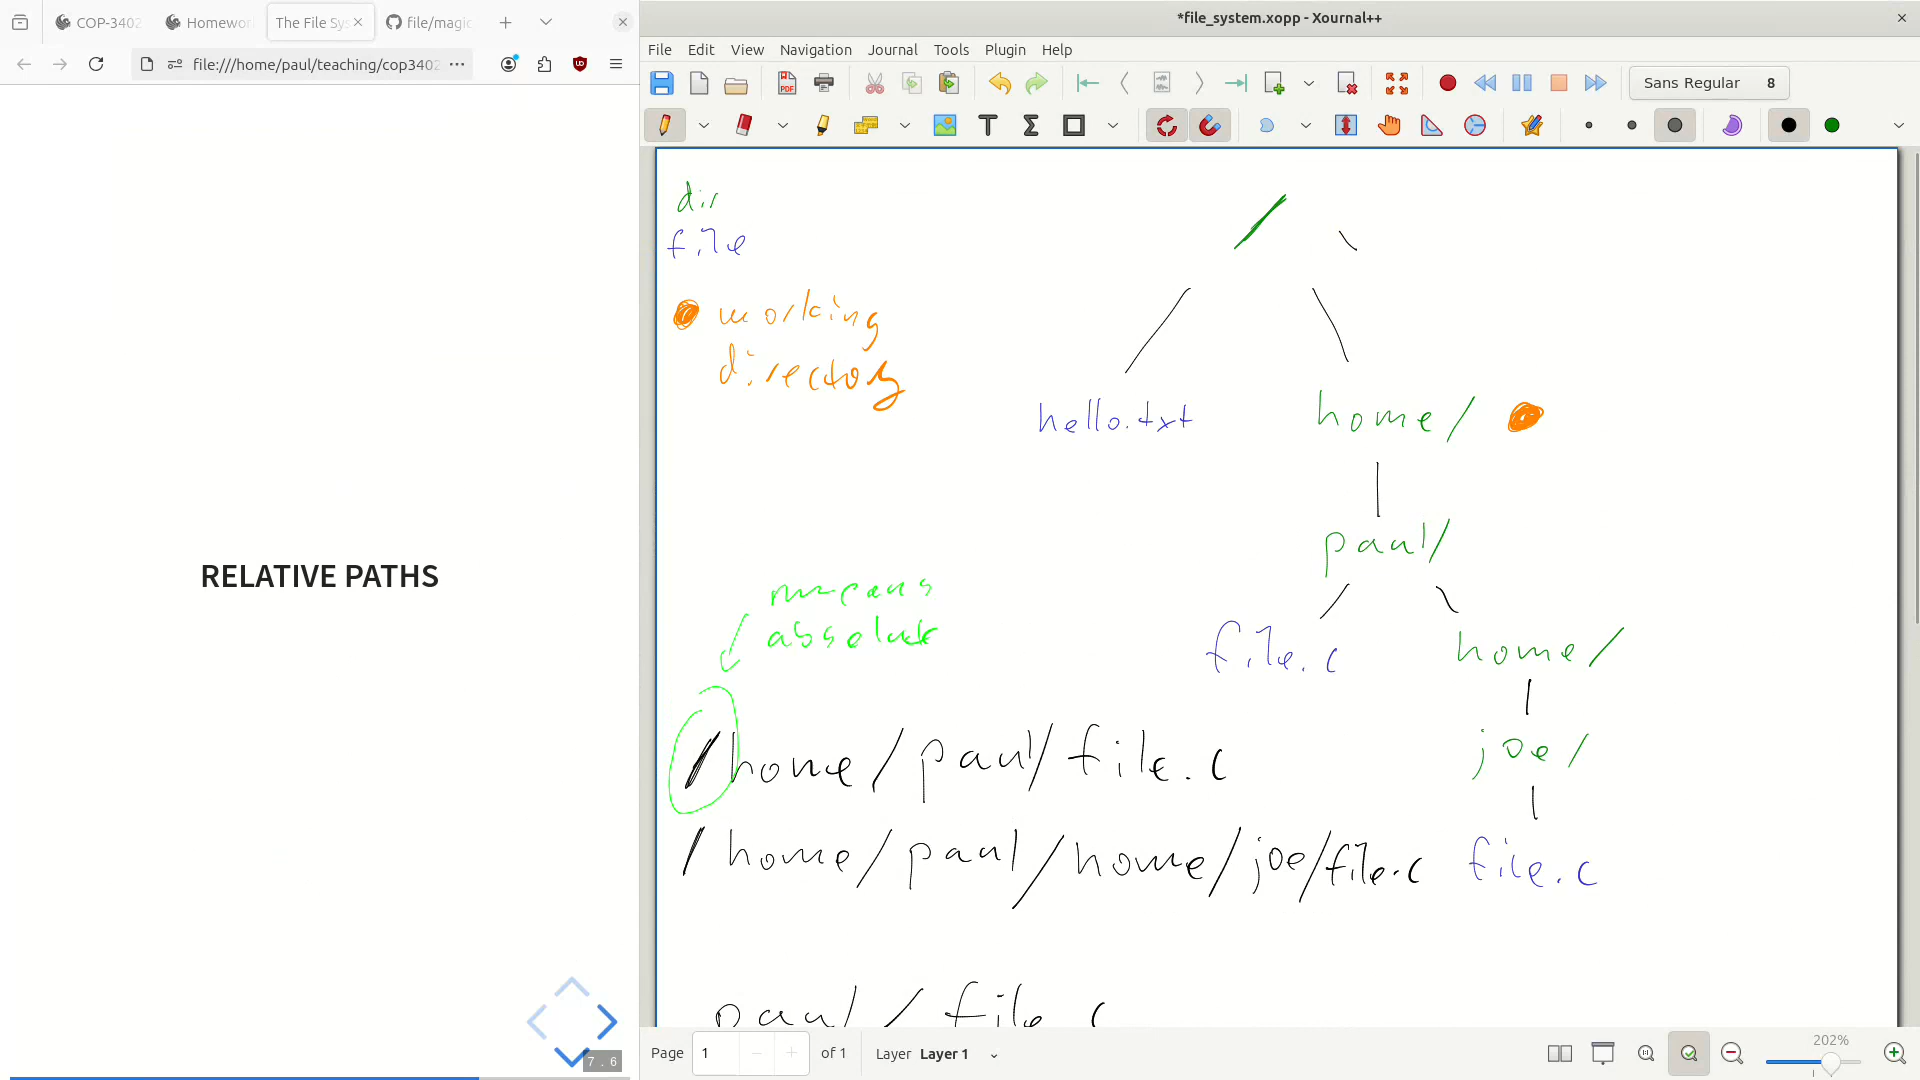 COP-3402
Homewor
The File Sys
file/magic
file:///home/paul/teaching/cop3402
RELATIVE PATHS
7 . 6
*file_system.xopp - Xournal++
File Edit View Navigation Journal Tools Plugin Help
Sans Regular 8
dir
file
working
directory
/
hello.txt
home/
paul/
file.c
home/
joe/
file.c
means
absolute
/home/paul/file.c
/home/paul/home/joe/file.c
paul/file.c
Page 1 of 1 Layer Layer 1
202%